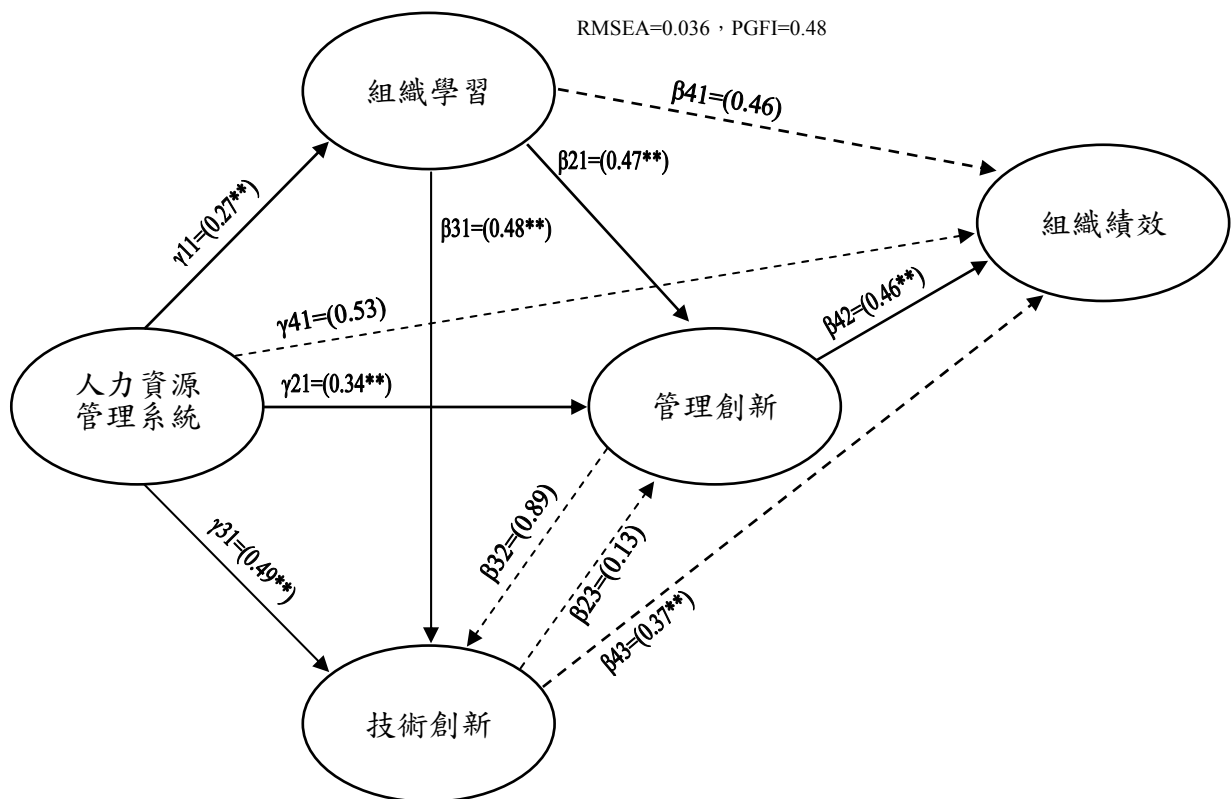 RMSEA=0.036，PGFI=0.48
組織學習
β41=(0.46)
β21=(0.47**)
γ11=(0.27**)
β31=(0.48**)
組織績效
γ41=(0.53)
β42=(0.46**)
人力資源
管理系統
γ21=(0.34**)
管理創新
γ31=(0.49**)
β32=(0.89)
β23=(0.13)
β43=(0.37**)
技術創新